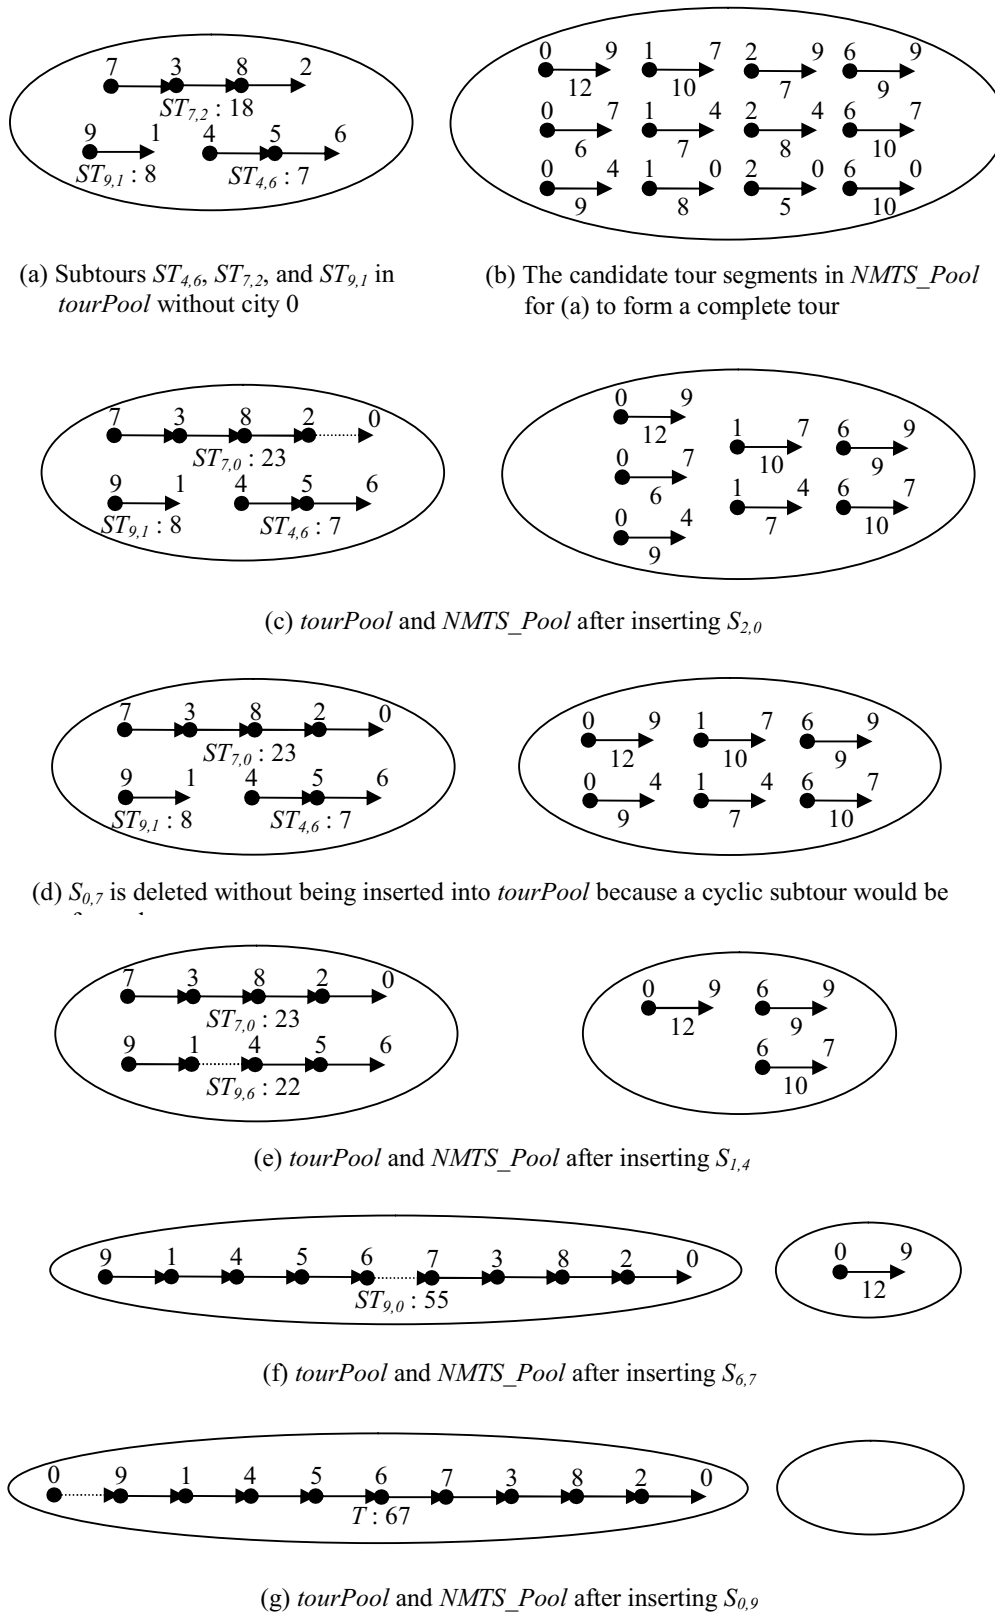 7 3 8 2
ST7,2 : 18
9 1 4 5 6
ST9,1 : 8 ST4,6 : 7
0 9 1 7 2 9 6 9
12 10 7 9
0 7 1 4 2 4 6 7
6 7 8 10
0 4 1 0 2 0 6 0
9 8 5 10
(a) Subtours ST4,6, ST7,2, and ST9,1 in
tourPool without city 0
(b) The candidate tour segments in NMTS_Pool
for (a) to form a complete tour
7 3 8 2 0
ST7,0 : 23
9 1 4 5 6
ST9,1 : 8 ST4,6 : 7
0 9
12
0 7
6
0 4
9
1 7 6 9
10 9
1 4 6 7
7 10
(c) tourPool and NMTS_Pool after inserting S2,0
7 3 8 2 0
ST7,0 : 23
9 1 4 5 6
ST9,1 : 8 ST4,6 : 7
0 9 1 7 6 9
12 10 9
0 4 1 4 6 7
9 7 10
(d) S0,7 is deleted without being inserted into tourPool because a cyclic subtour would be
7 3 8 2 0
ST7,0 : 23
9 1 4 5 6
ST9,6 : 22
0 9 6 9
12 9
6 7
10
(e) tourPool and NMTS_Pool after inserting S1,4
9 1 4 5 6 7 3 8 2 0
ST9,0 : 55
0 9
12
(f) tourPool and NMTS_Pool after inserting S6,7
0 9 1 4 5 6 7 3 8 2 0
T : 67
(g) tourPool and NMTS_Pool after inserting S0,9